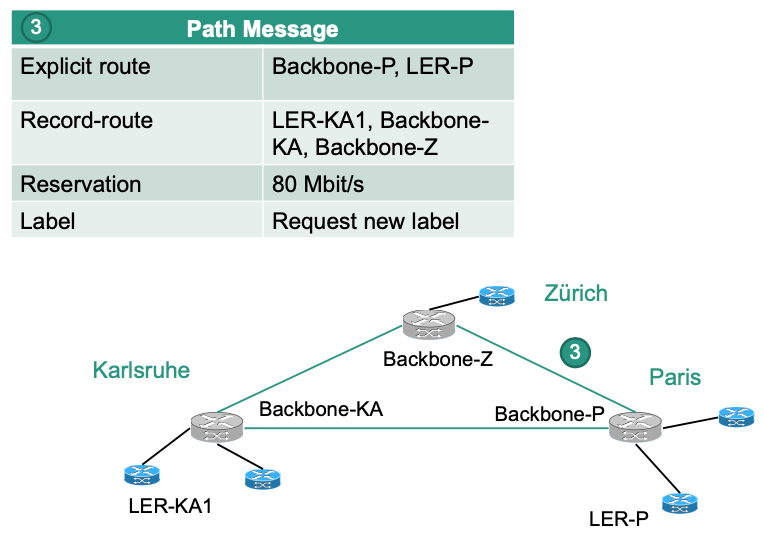 3
Path Message
Explicit route
Backbone-P, LER-P
Record-route
LER-KA1, Backbone-
KA, Backbone-Z
Reservation
80 Mbit/s
Label
Request new label
Zürich
3
Backbone-Z
Karlsruhe
Paris
Backbone-KA
Backbone-P
LER-KA1
LER-P